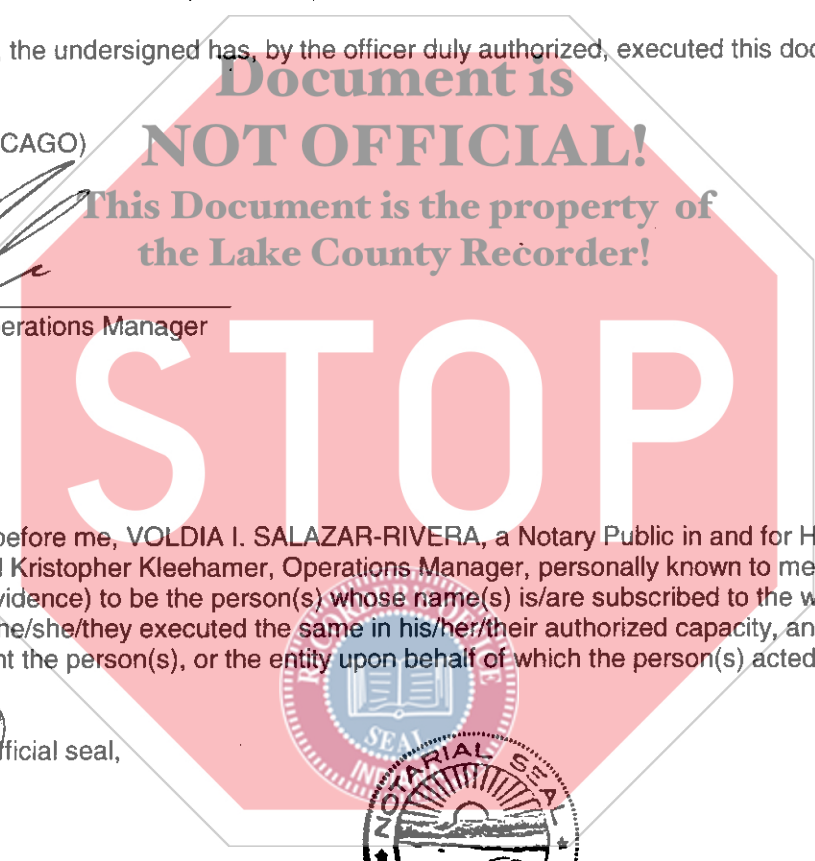 the undersigned has, by the officer duly authorized, executed this doc
Document is
CAGO)
NOT OFFICIAL!
This Document is the property of
the Lake County Recorder!
erations Manager
STOP
before me, VOLDIA I. SALAZAR-RIVERA, a Notary Public in and for H
Kristopher Kleehamer, Operations Manager, personally known to me
vidence) to be the person(s) whose name(s) is/are subscribed to the w
he/she/they executed the same in his/her/their authorized capacity, an
nt the person(s), or the entity upon behalf of which the person(s) acted
fficial seal,
SEAL
INDIANA
NOTARIAL SEAL